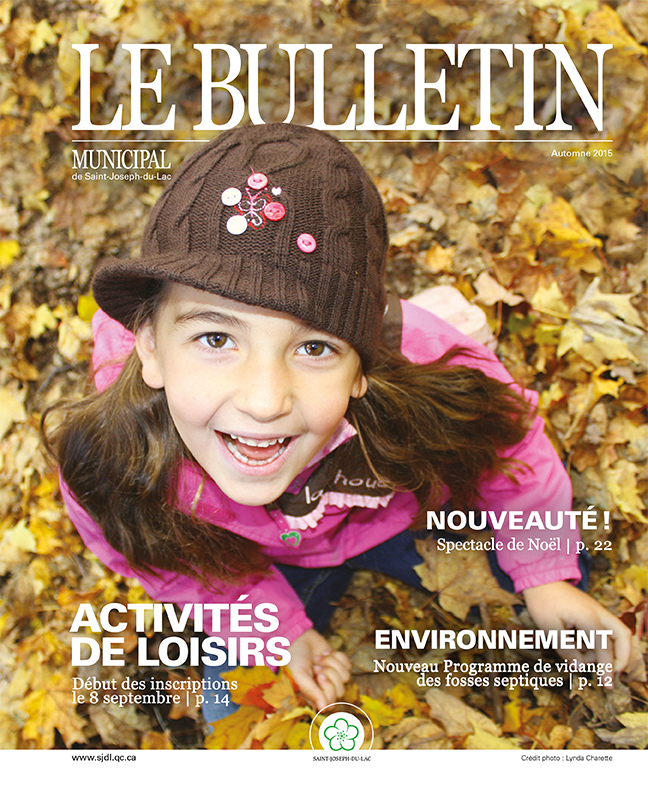 LE BULLETIN
MUNICIPAL
de Saint-Joseph-du-Lac
Automne 2015
NOUVEAUTÉ !
Spectacle de Noël | p. 22
ACTIVITÉS
DE LOISIRS
Début des inscriptions
le 8 septembre | p. 14
ENVIRONNEMENT
Nouveau Programme de vidange
des fosses septiques | p. 12
www.sjdl.qc.ca
SAINT-JOSEPH-DU-LAC
Crédit photo : Lynda Charette